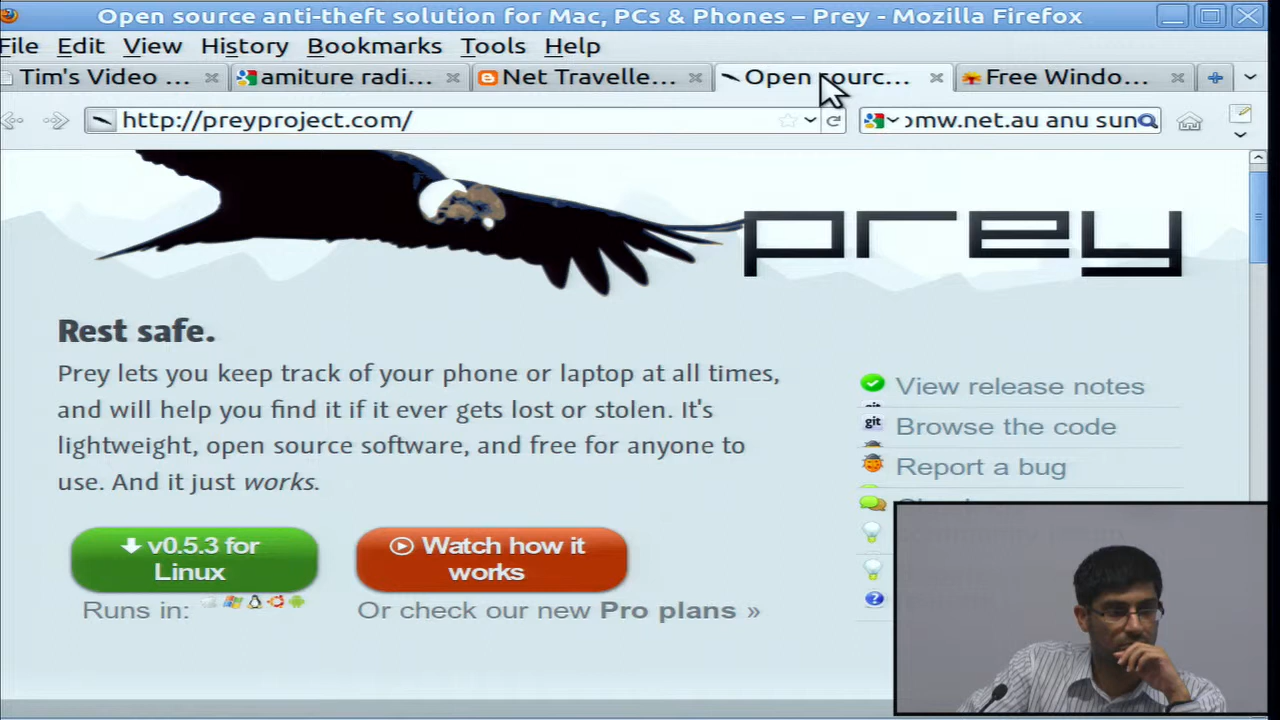 Open source anti-theft solution for Mac, PCs & Phones – Prey - Mozilla Firefox
File Edit View History Bookmarks Tools Help
Tim's Video ... amiture radi... Net Travelle... Open sourc... Free Windo...
http://preyproject.com/ omw.net.au anu sun
prey
Rest safe.
Prey lets you keep track of your phone or laptop at all times,
and will help you find it if it ever gets lost or stolen. It's
lightweight, open source software, and free for anyone to
use. And it just works.
v0.5.3 for
Linux
Watch how it
works
Runs in:
Or check our new Pro plans »
View release notes
git Browse the code
Report a bug